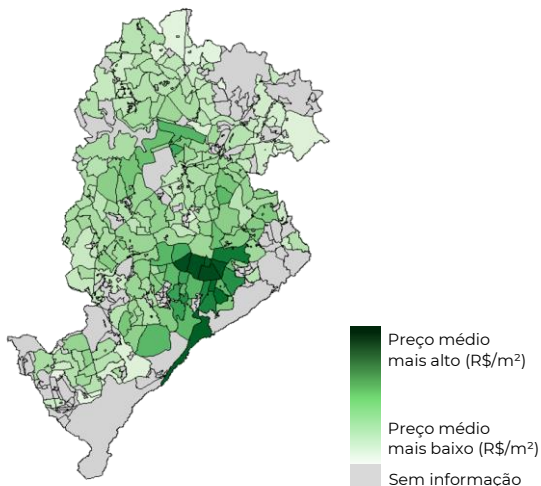 Preço médio
mais alto (R$/m²)
Preço médio
mais baixo (R$/m²)
Sem informação